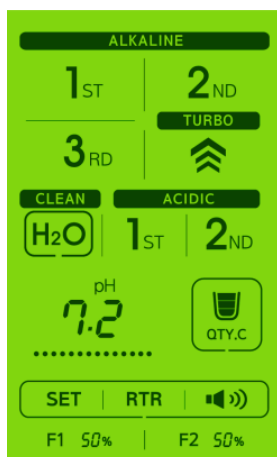 ALKALINE
1ST 2ND
TURBO
3RD
CLEAN ACIDIC
H2O 1ST 2ND
pH
7.2
QTY.C
SET RTR
F1 50% F2 50%